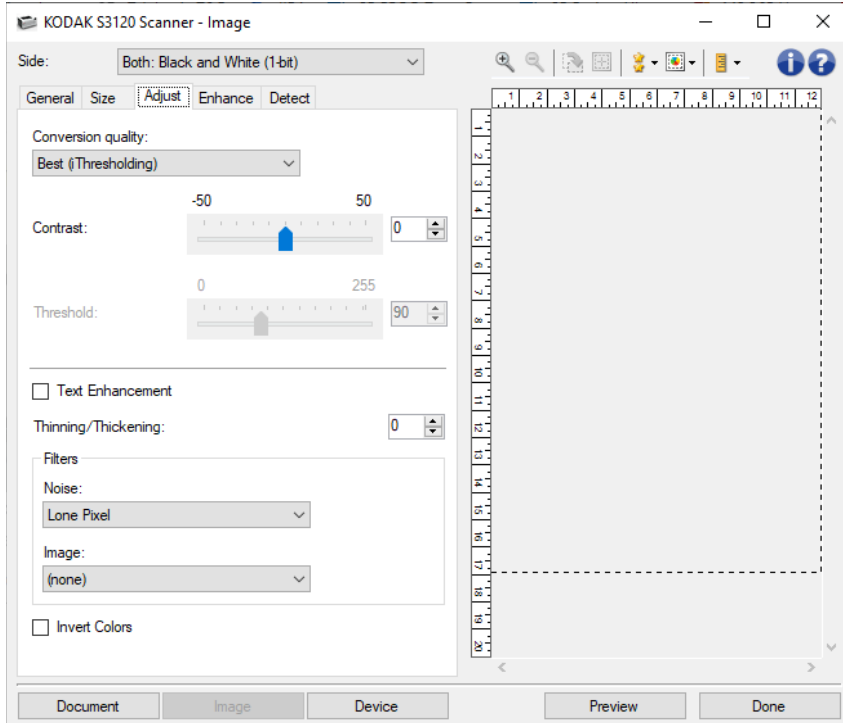 KODAK S3120 Scanner - Image
Side: Both: Black and White (1-bit)
General Size Adjust Enhance Detect
Conversion quality:
Best (iThresholding)
-50 50
Contrast: 0
0 255
Threshold: 90
Text Enhancement
Thinning/Thickening: 0
Filters
Noise:
Lone Pixel
Image:
(none)
Invert Colors
1 2 3 4 5 6 7 8 9 10 11 12
1
2
3
4
5
6
7
8
9
10
11
12
13
14
15
16
17
18
19
20
Document Image Device Preview Done